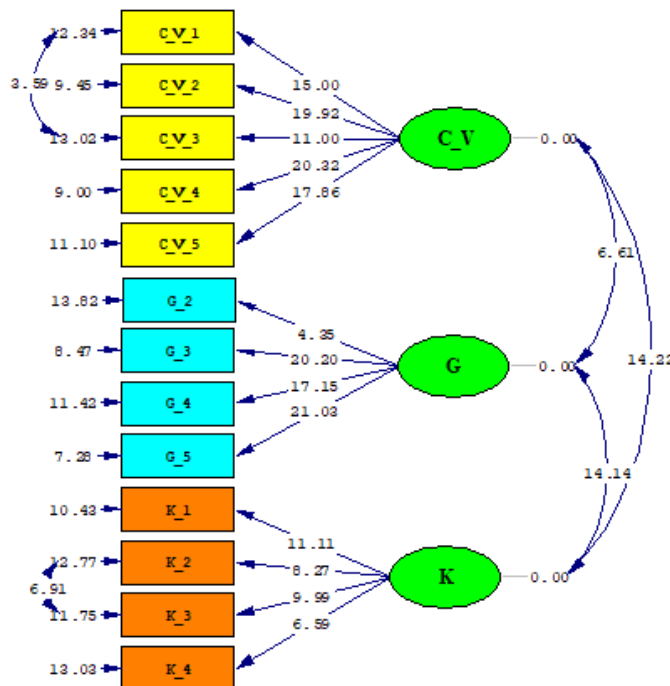 12.34 C_V_1
3.59 9.45 C_V_2
13.02 C_V_3
9.00 C_V_4
11.10 C_V_5
15.00
19.92
11.00
20.32
17.86
C_V 0.00
13.82 G_2
8.47 G_3
11.42 G_4
7.28 G_5
4.35
20.20
17.15
21.03
G 0.00
6.61
14.22
14.14
10.43 K_1
12.77 K_2
6.91
11.75 K_3
13.03 K_4
11.11
8.27
9.99
6.59
K 0.00